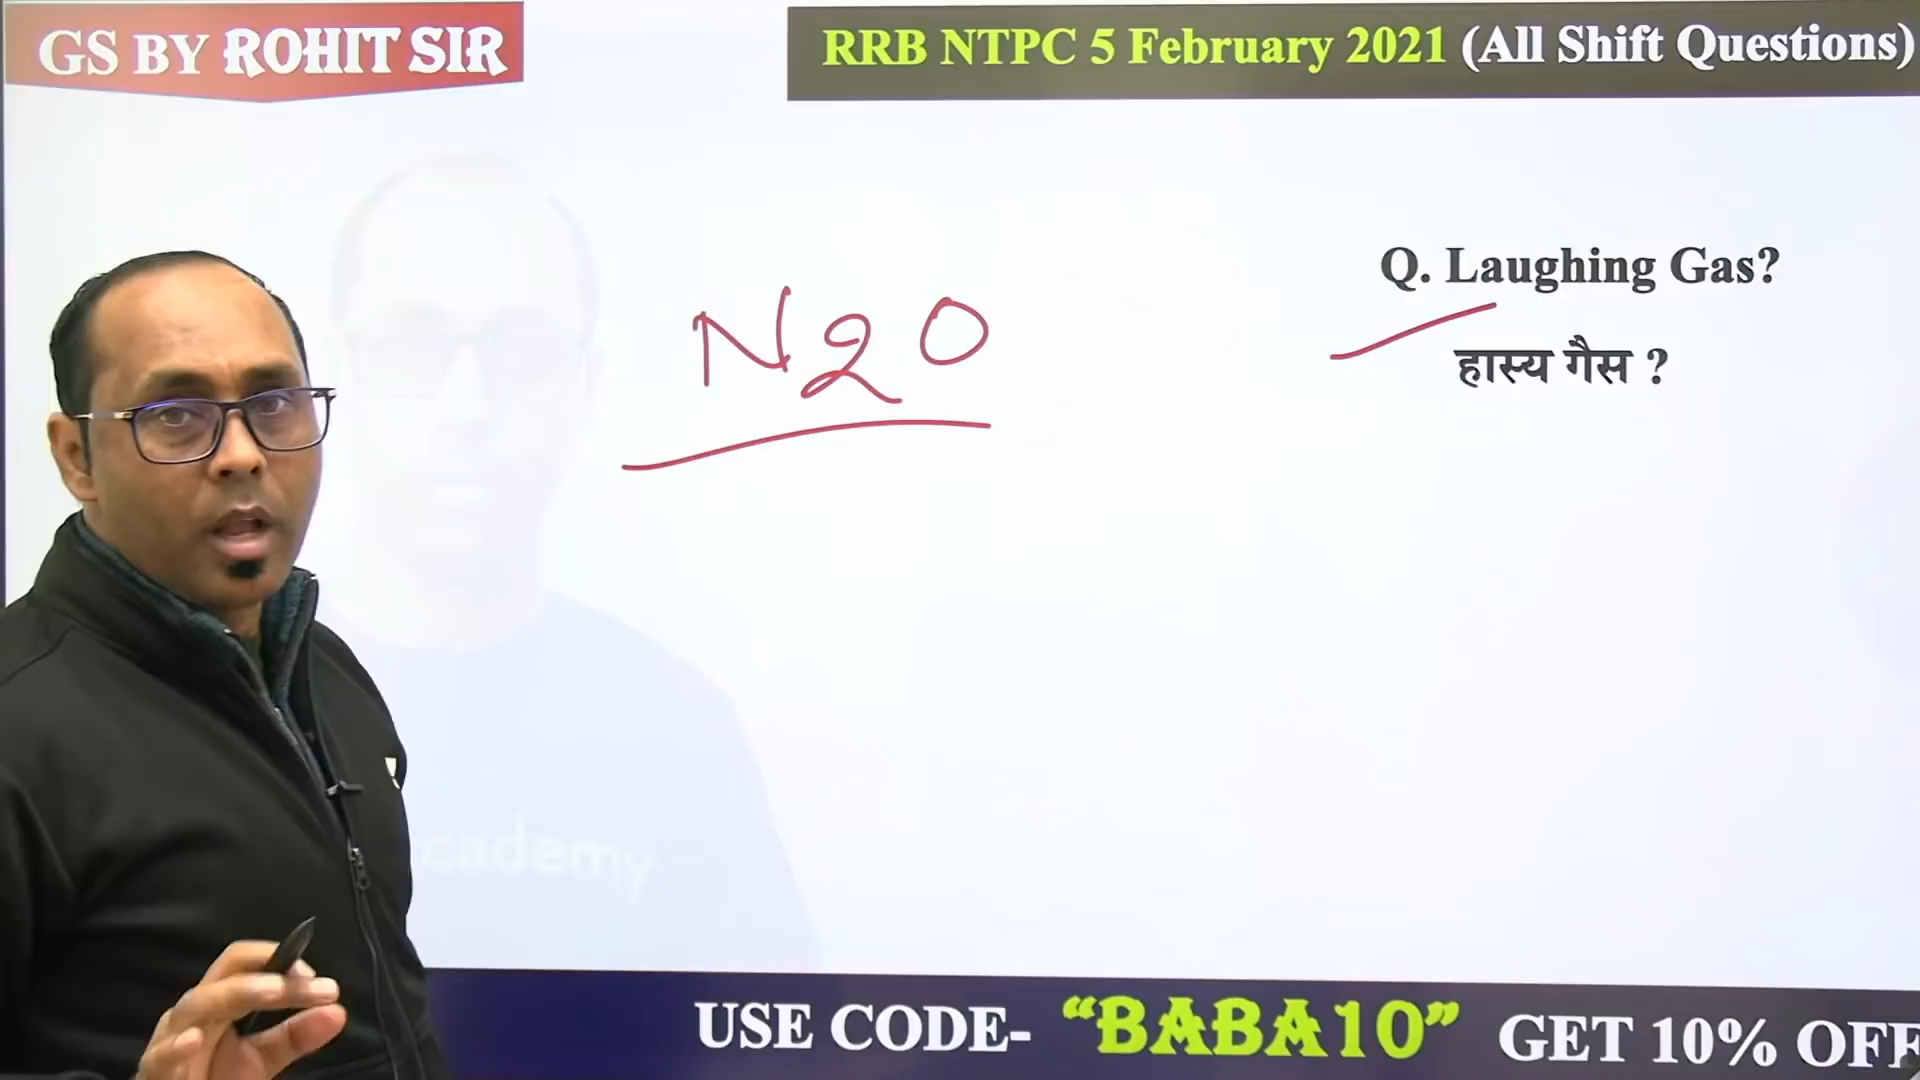 GS BY ROHIT SIR
RRB NTPC 5 February 2021 (All Shift Questions)
Q. Laughing Gas?
हास्य गैस ?
N2O
cademy
USE CODE- “BABA10” GET 10% OFF